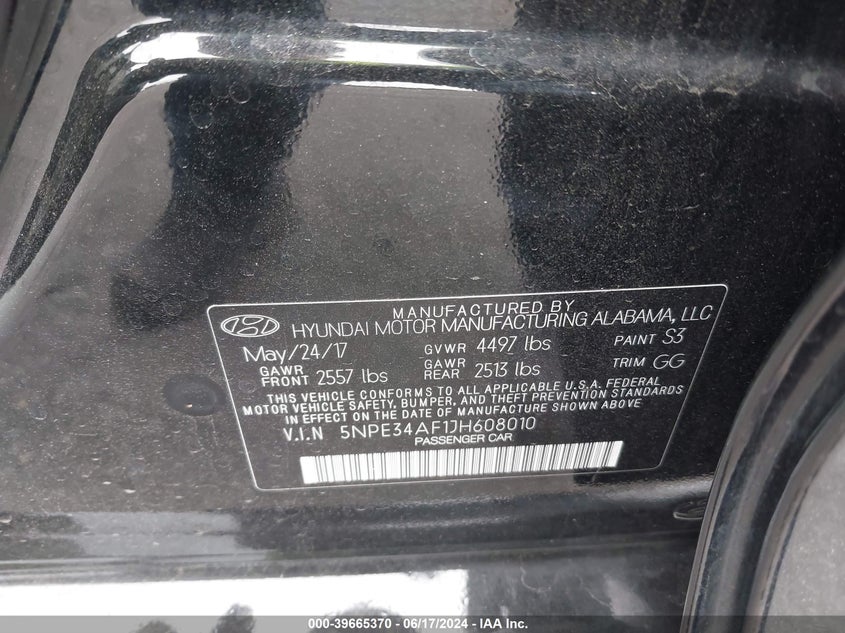 MANUFACTURED BY
HYUNDAI MOTOR MANUFACTURING ALABAMA, LLC
May/24/17 GVWR 4497 lbs PAINT S3
GAWR FRONT 2557 lbs GAWR REAR 2513 lbs TRIM GG
THIS VEHICLE CONFORMS TO ALL APPLICABLE U.S.A. FEDERAL
MOTOR VEHICLE SAFETY, BUMPER, AND THEFT PREVENTION STANDARDS
IN EFFECT ON THE DATE OF MANUFACTURE SHOWN ABOVE.
V.I.N 5NPE34AF1JH608010
PASSENGER CAR
000-39665370 - 06/17/2024 - IAA Inc.